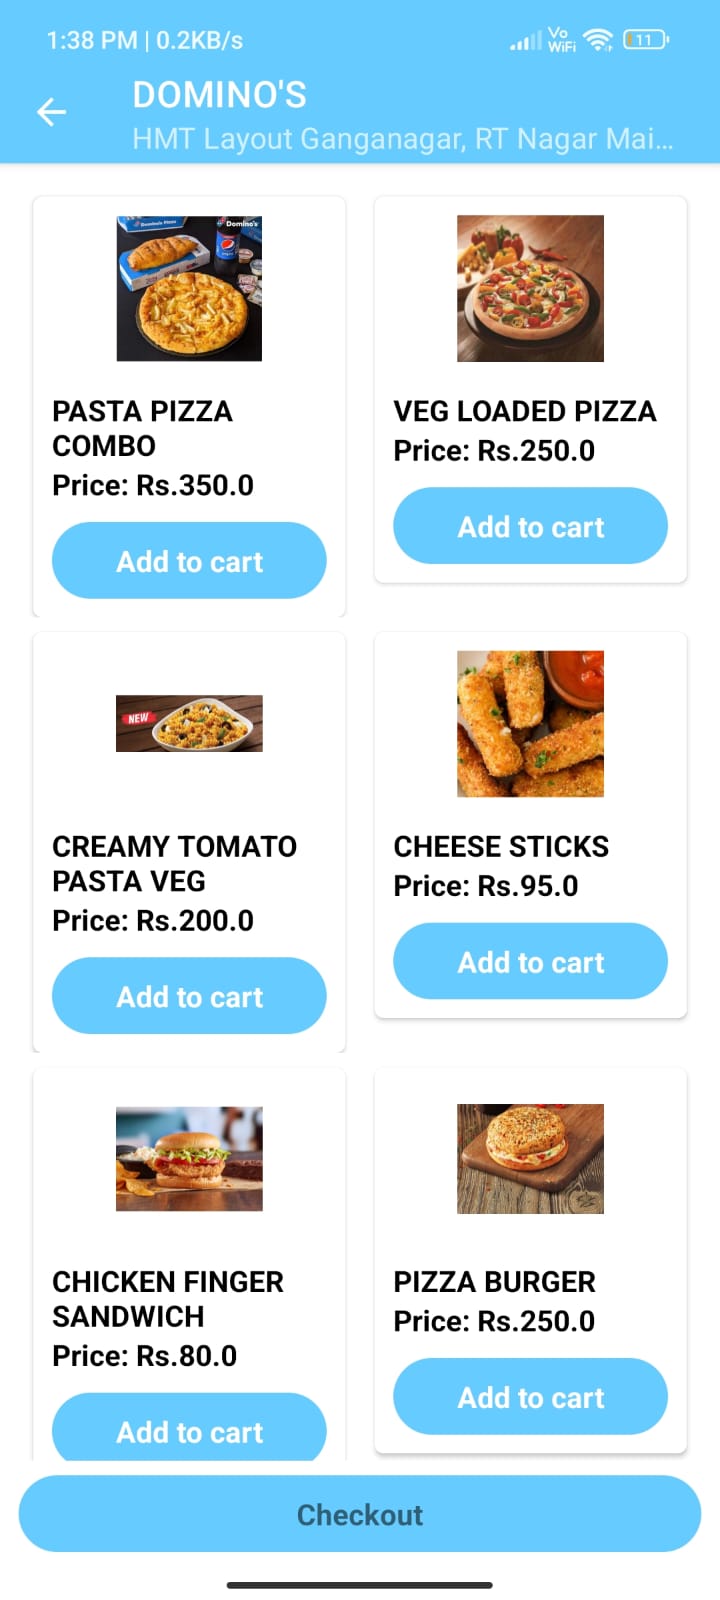 1:38 PM | 0.2KB/s
Vo
WiFi
11
DOMINO'S
HMT Layout Ganganagar, RT Nagar Mai...
Domino's
PASTA PIZZA
COMBO
Price: Rs.350.0
Add to cart
VEG LOADED PIZZA
Price: Rs.250.0
Add to cart
NEW
CREAMY TOMATO
PASTA VEG
Price: Rs.200.0
Add to cart
CHEESE STICKS
Price: Rs.95.0
Add to cart
CHICKEN FINGER
SANDWICH
Price: Rs.80.0
Add to cart
PIZZA BURGER
Price: Rs.250.0
Add to cart
Checkout